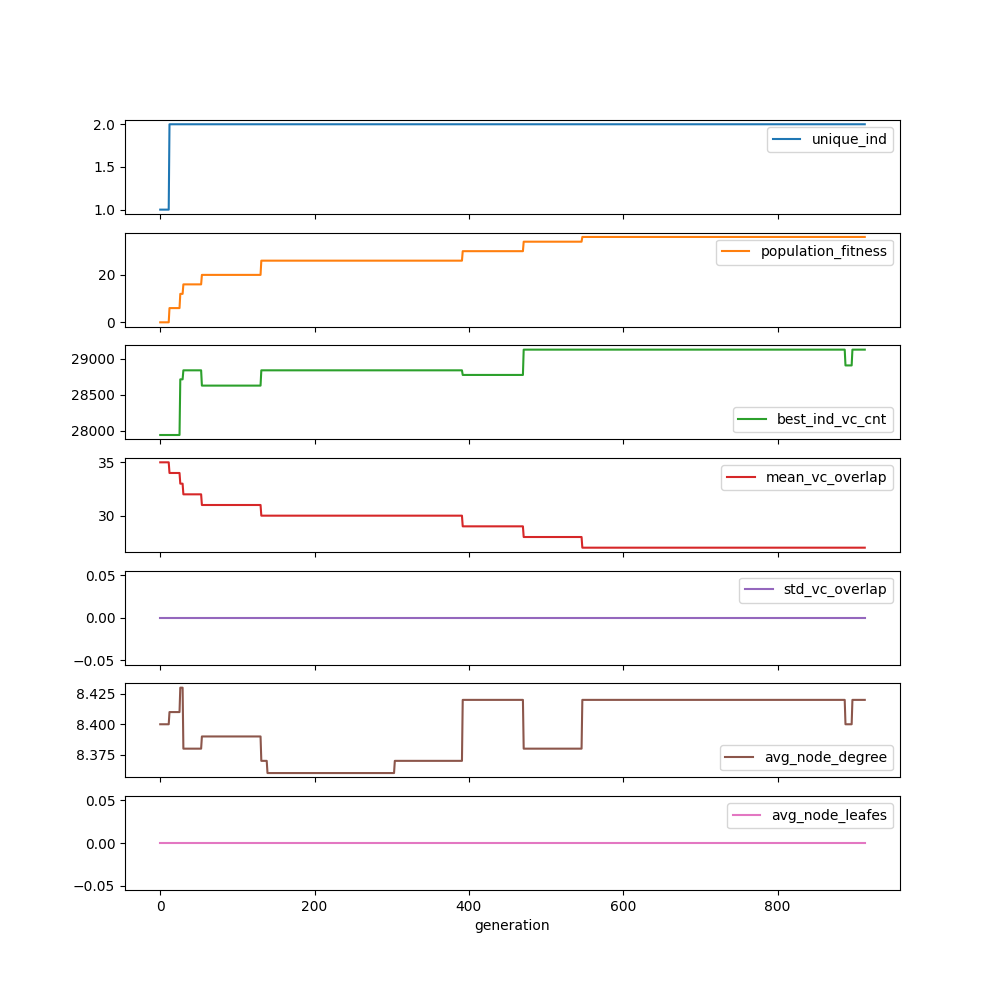 2.0
unique_ind
1.5
1.0
population_fitness
20
0
29000
28500
best_ind_vc_cnt
28000
35
mean_vc_overlap
30
0.05
std_vc_overlap
0.00
−0.05
8.425
8.400
8.375
avg_node_degree
0.05
avg_node_leafes
0.00
−0.05
0 200 400 600 800
generation